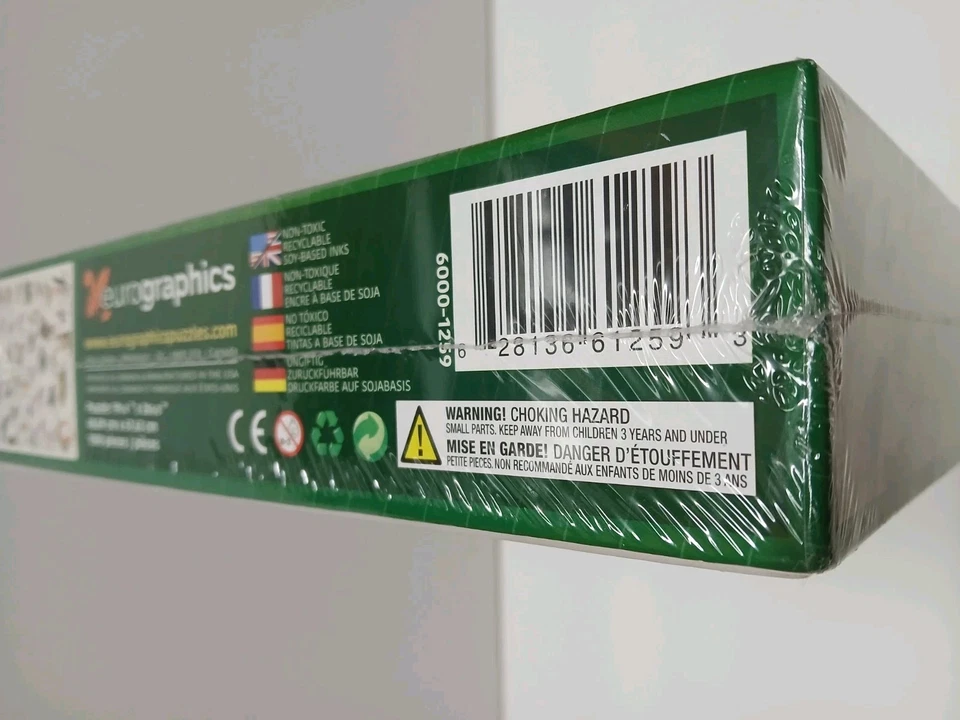 eurographics
www.eurographicspuzzles.com
NON-TOXIC
RECYCLABLE
SOY-BASED INKS
NON-TOXIQUE
RECYCLABLE
ENCRE À BASE DE SOJA
NO TÓXICO
RECICLABLE
TINTAS A BASE DE SOJA
UNGIFTIG
ZURÜCKFÜHRBAR
DRUCKFARBE AUF SOJABASIS
CE
0-3
6000-1259
6 28136 61259 3
WARNING! CHOKING HAZARD
SMALL PARTS. KEEP AWAY FROM CHILDREN 3 YEARS AND UNDER
MISE EN GARDE! DANGER D'ÉTOUFFEMENT
PETITE PIECES. NON RECOMMANDÉ AUX ENFANTS DE MOINS DE 3 ANS